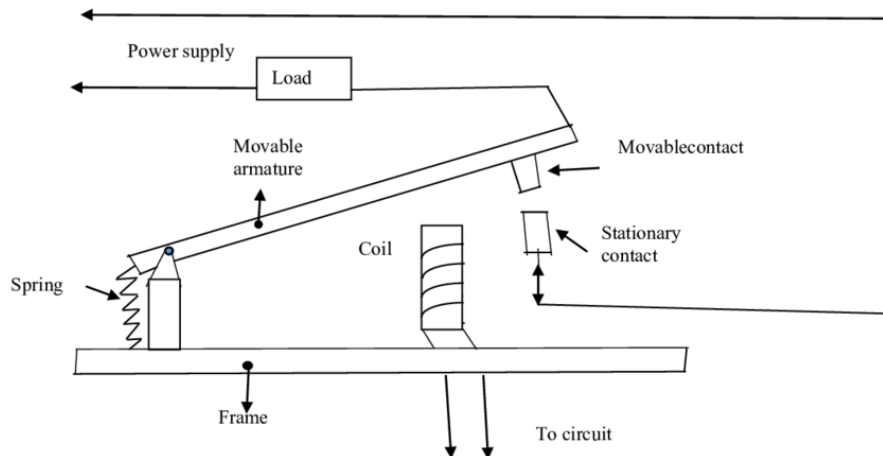 Power supply
Load
Movable
armature
Movablecontact
Coil
Stationary
contact
Spring
Frame
To circuit